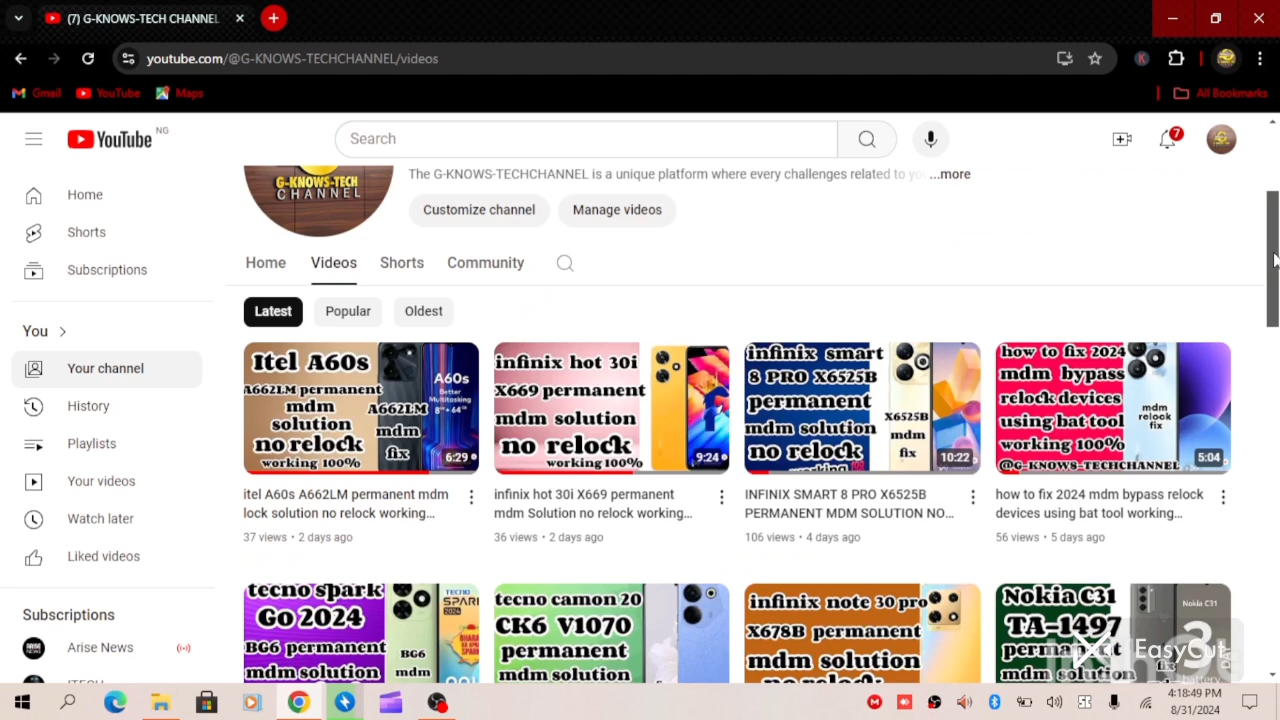 (7) G-KNOWS-TECH CHANNEL
youtube.com/@G-KNOWS-TECHCHANNEL/videos
K
Gmail
YouTube
Maps
All Bookmarks
YouTube NG
Search
7
G-KNOWS-TECH
CHANNEL
The G-KNOWS-TECHCHANNEL is a unique platform where every challenges related to you ...more
Customize channel
Manage videos
Home
Shorts
Subscriptions
You
Your channel
History
Playlists
Your videos
Watch later
Liked videos
Subscriptions
ARISE NEWS
Arise News
Home
Videos
Shorts
Community
Latest
Popular
Oldest
Itel A60s
A662LM permanent
mdm
solution
no relock
working 100%
A662LM
mdm
fix
A60s
Better
Multitasking
6:29
itel A60s A662LM permanent mdm
lock solution no relock working...
37 views • 2 days ago
infinix hot 30i
X669 permanent
mdm solution
no relock
working 100%
9:24
infinix hot 30i X669 permanent
mdm Solution no relock working...
36 views • 2 days ago
infinix smart
8 PRO X6525B
permanent
mdm solution
no relock
X6525B
mdm
fix
10:22
INFINIX SMART 8 PRO X6525B
PERMANENT MDM SOLUTION NO...
106 views • 4 days ago
how to fix 2024
mdm bypass
relock devices
using bat tool
working 100%
@G-KNOWS-TECHCHANNEL
mdm
relock
fix
5:04
how to fix 2024 mdm bypass relock
devices using bat tool working...
56 views • 5 days ago
tecno spark
Go 2024
BG6 permanent
mdm solution
BG6
mdm
TECNO
tecno camon 20
CK6 V1070
permanent
mdm solution
infinix note 30 pro
X678B permanent
mdm solution
Nokia C31
TA-1497
mdm solution
Nokia C31
3
battery
EasyCut
4:18:49 PM
8/31/2024